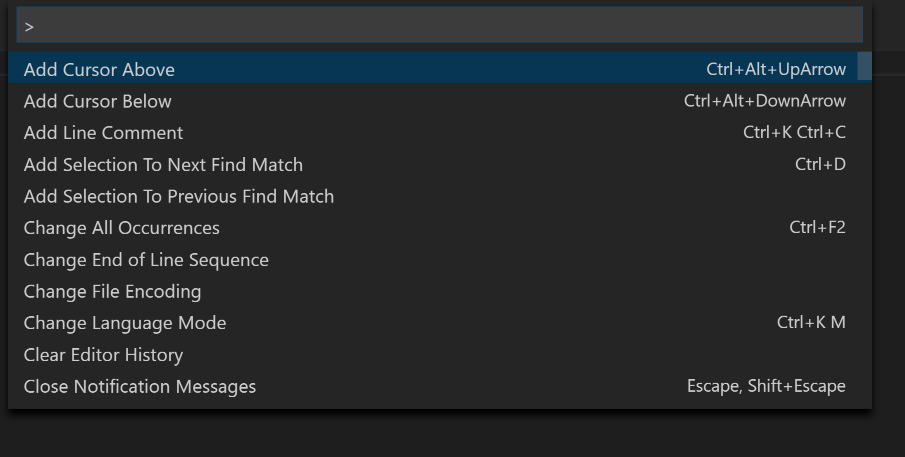 >
Add Cursor Above Ctrl+Alt+UpArrow
Add Cursor Below Ctrl+Alt+DownArrow
Add Line Comment Ctrl+K Ctrl+C
Add Selection To Next Find Match Ctrl+D
Add Selection To Previous Find Match
Change All Occurrences Ctrl+F2
Change End of Line Sequence
Change File Encoding
Change Language Mode Ctrl+K M
Clear Editor History
Close Notification Messages Escape, Shift+Escape